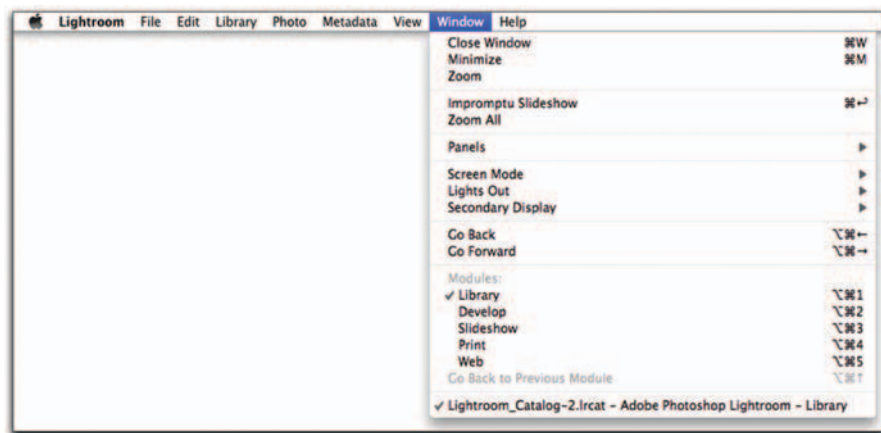 Lightroom File Edit Library Photo Metadata View Window Help
Close Window ⌘W
Minimize ⌘M
Zoom
Impromptu Slideshow ⌘↩
Zoom All
Panels ▶
Screen Mode ▶
Lights Out ▶
Secondary Display ▶
Go Back ⌥⌘←
Go Forward ⌥⌘→
Modules:
✓ Library ⌥⌘1
Develop ⌥⌘2
Slideshow ⌥⌘3
Print ⌥⌘4
Web ⌥⌘5
Go Back to Previous Module ⌥⌘↑
✓ Lightroom_Catalog-2.lrcat – Adobe Photoshop Lightroom – Library